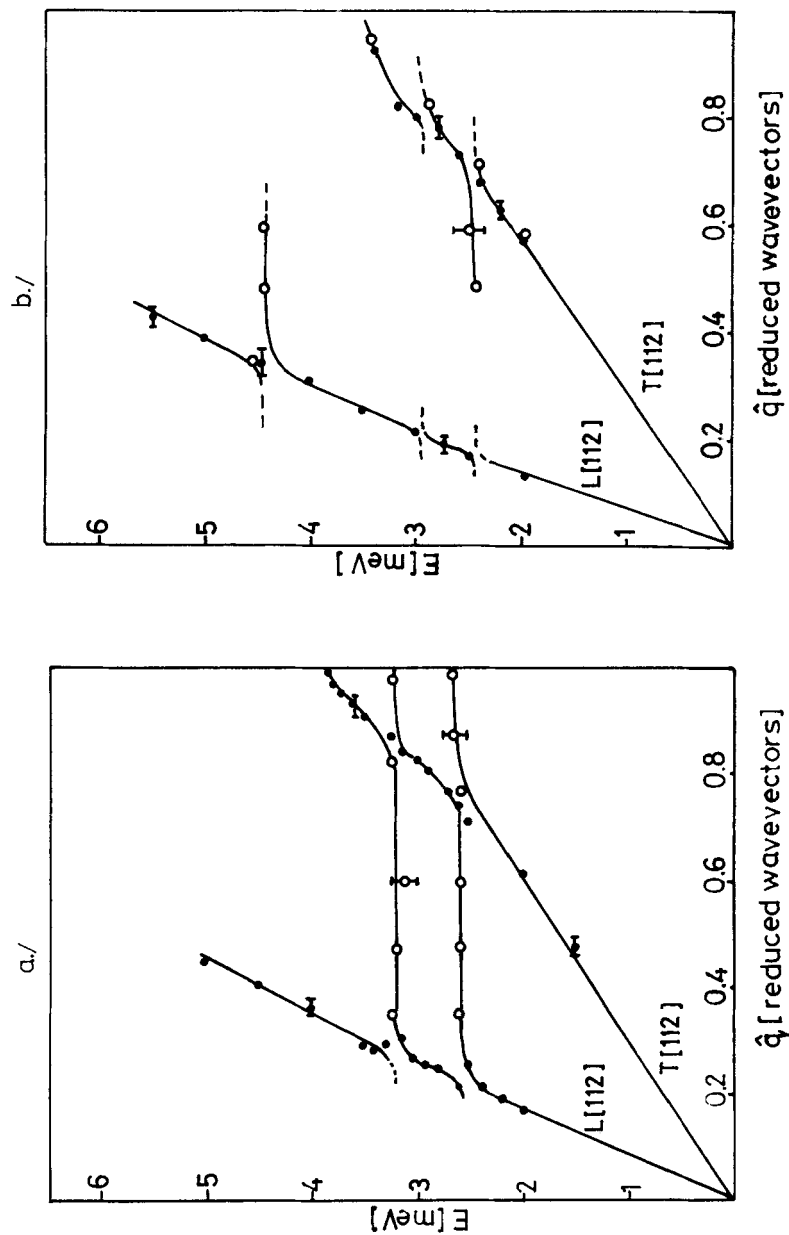 a./
E[meV]
6
5
4
3
2
1
L[112]
T[112]
0.2
0.4
0.6
0.8
q̂ [reduced wavevectors]
b./
E[meV]
6
5
4
3
2
1
L[112]
T[112]
0.2
0.4
0.6
0.8
q̂ [reduced wavevectors]